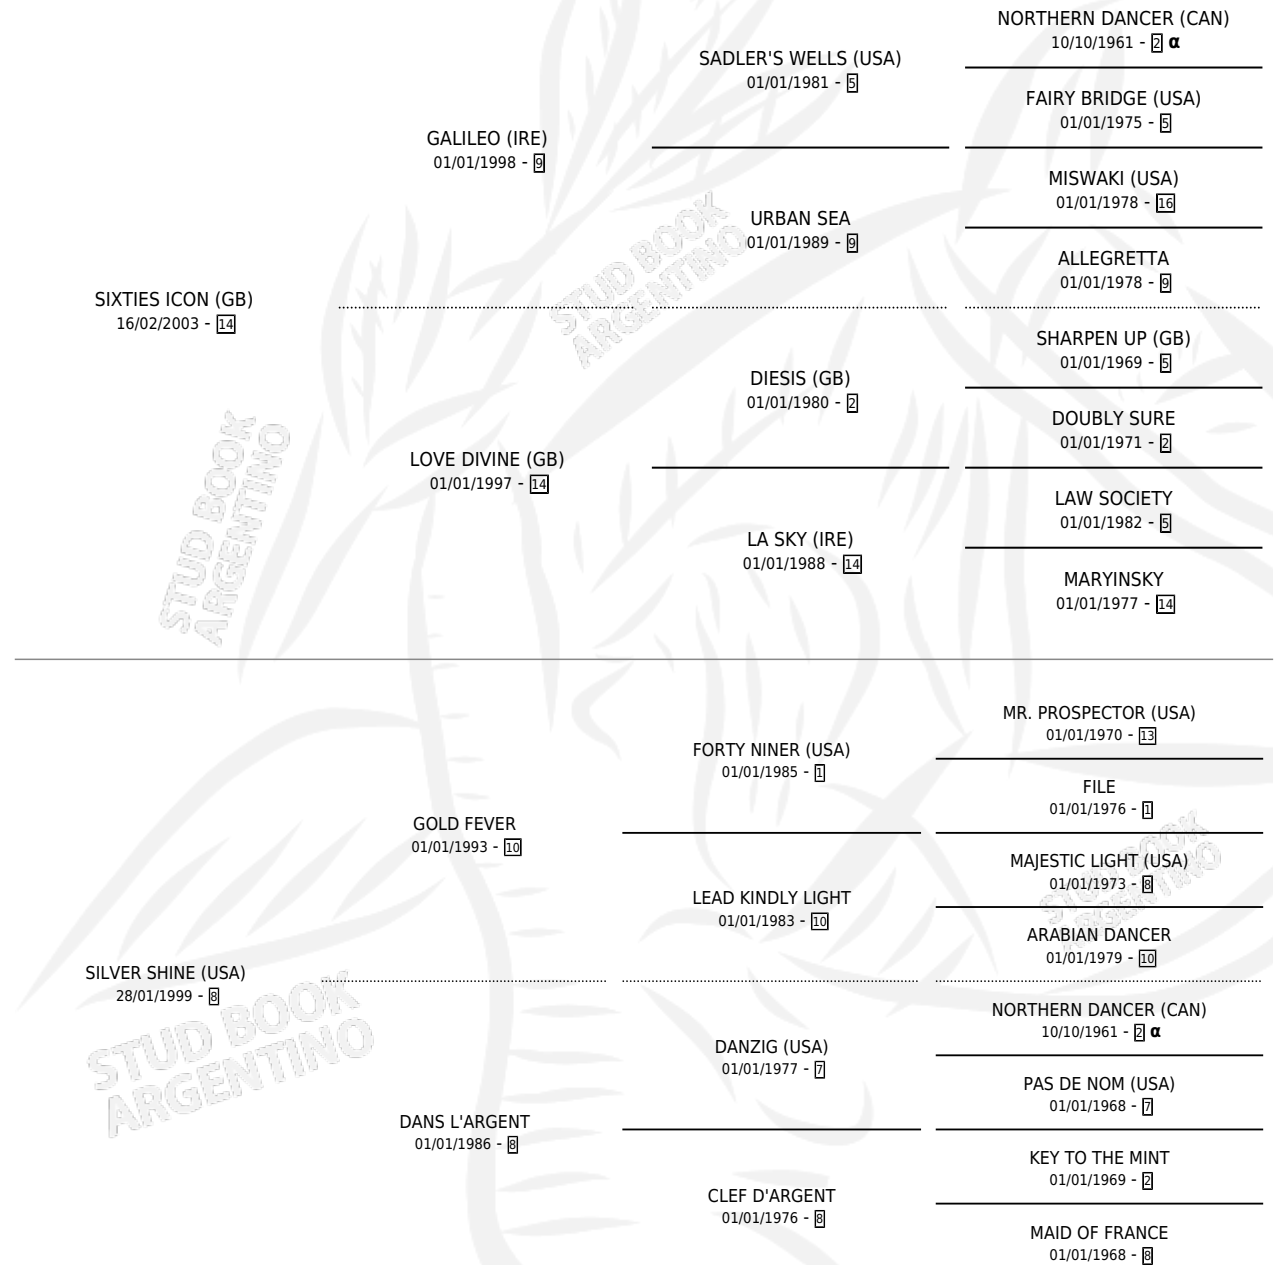 NORTHERN DANCER (CAN)
10/10/1961 - 2 α
SADLER'S WELLS (USA)
01/01/1981 - 5
FAIRY BRIDGE (USA)
01/01/1975 - 5
GALILEO (IRE)
01/01/1998 - 9
MISWAKI (USA)
01/01/1978 - 16
URBAN SEA
01/01/1989 - 9
ALLEGRETTA
01/01/1978 - 9
SIXTIES ICON (GB)
16/02/2003 - 14
SHARPEN UP (GB)
01/01/1969 - 5
DIESIS (GB)
01/01/1980 - 2
DOUBLY SURE
01/01/1971 - 2
LOVE DIVINE (GB)
01/01/1997 - 14
LAW SOCIETY
01/01/1982 - 5
LA SKY (IRE)
01/01/1988 - 14
MARYINSKY
01/01/1977 - 14
MR. PROSPECTOR (USA)
01/01/1970 - 13
FORTY NINER (USA)
01/01/1985 - 1
FILE
01/01/1976 - 1
GOLD FEVER
01/01/1993 - 10
MAJESTIC LIGHT (USA)
01/01/1973 - 8
LEAD KINDLY LIGHT
01/01/1983 - 10
ARABIAN DANCER
01/01/1979 - 10
SILVER SHINE (USA)
28/01/1999 - 8
NORTHERN DANCER (CAN)
10/10/1961 - 2 α
DANZIG (USA)
01/01/1977 - 7
PAS DE NOM (USA)
01/01/1968 - 7
DANS L'ARGENT
01/01/1986 - 8
KEY TO THE MINT
01/01/1969 - 2
CLEF D'ARGENT
01/01/1976 - 8
MAID OF FRANCE
01/01/1968 - 8
STUD BOOK
ARGENTINO
STUD BOOK
ARGENTINO
STUD BOOK
ARGENTINO
STUD BOOK
ARGENTINO